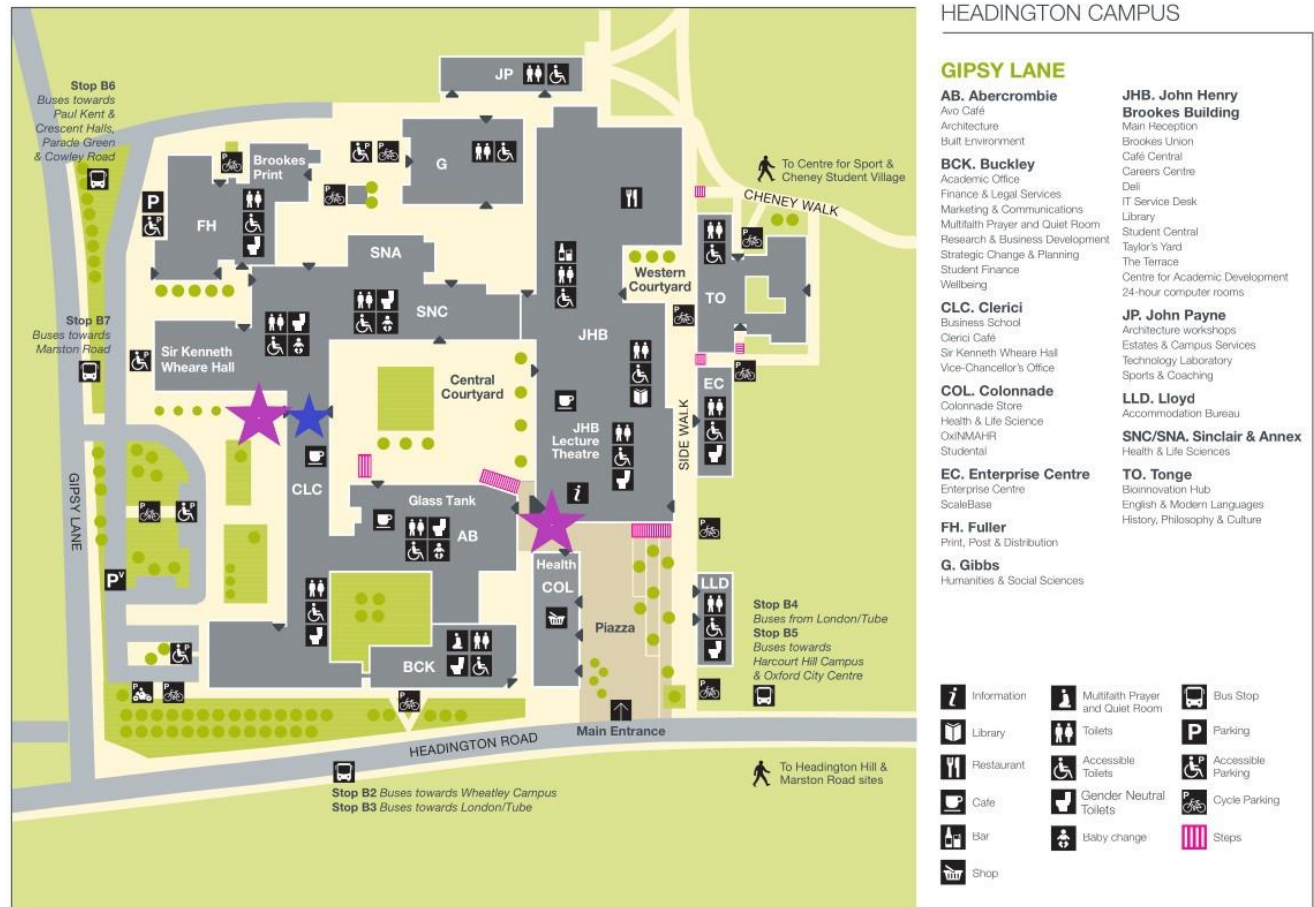 HEADINGTON CAMPUS
GIPSY LANE
AB. Abercrombie
Avo Café
Architecture
Built Environment
BCK. Buckley
Academic Office
Finance & Legal Services
Marketing & Communications
Multifaith Prayer and Quiet Room
Research & Business Development
Strategic Change & Planning
Student Finance
Wellbeing
CLC. Clerici
Business School
Clerici Café
Sir Kenneth Wheare Hall
Vice-Chancellor's Office
COL. Colonnade
Colonnade Store
Health & Life Science
OxINMAHR
Studental
EC. Enterprise Centre
Enterprise Centre
ScaleBase
FH. Fuller
Print, Post & Distribution
G. Gibbs
Humanities & Social Sciences
JHB. John Henry
Brookes Building
Main Reception
Brookes Union
Café Central
Careers Centre
Deli
IT Service Desk
Library
Student Central
Taylor's Yard
The Terrace
Centre for Academic Development
24-hour computer rooms
JP. John Payne
Architecture workshops
Estates & Campus Services
Technology Laboratory
Sports & Coaching
LLD. Lloyd
Accommodation Bureau
SNC/SNA. Sinclair & Annex
Health & Life Sciences
TO. Tonge
Bioinnovation Hub
English & Modern Languages
History, Philosophy & Culture
Information
Library
Restaurant
Cafe
Bar
Shop
Multifaith Prayer
and Quiet Room
Toilets
Accessible
Toilets
Gender Neutral
Toilets
Baby change
Bus Stop
Parking
Accessible
Parking
Cycle Parking
Steps
Stop B6
Buses towards
Paul Kent &
Crescent Halls,
Parade Green
& Cowley Road
JP
Brookes
Print
G
FH
To Centre for Sport &
Cheney Student Village
CHENEY WALK
SNA
SNC
Western
Courtyard
TO
Stop B7
Buses towards
Marston Road
Sir Kenneth
Wheare Hall
JHB
Central
Courtyard
EC
JHB
Lecture
Theatre
SIDE WALK
GIPSY LANE
CLC
Glass Tank
AB
Health
COL
LLD
Piazza
Stop B4
Buses from London/Tube
Stop B5
Buses towards
Harcourt Hill Campus
& Oxford City Centre
BCK
Main Entrance
HEADINGTON ROAD
To Headington Hill &
Marston Road sites
Stop B2 Buses towards Wheatley Campus
Stop B3 Buses towards London/Tube